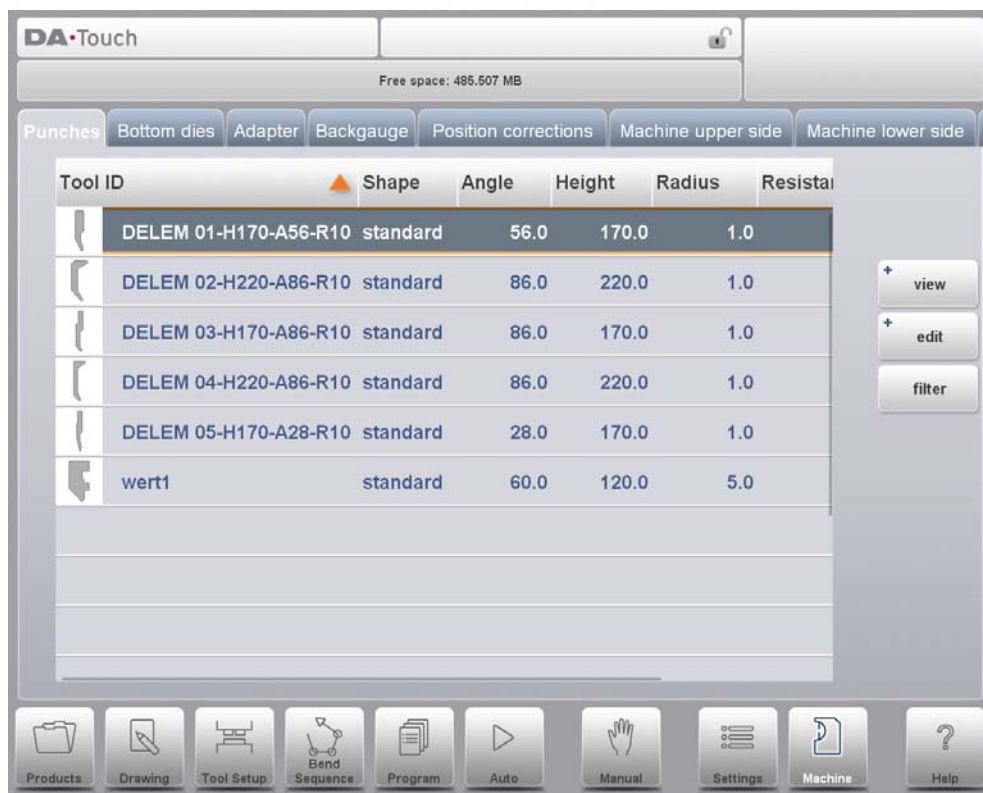 DA·Touch
Free space: 485.507 MB
Punches Bottom dies Adapter Backgauge Position corrections Machine upper side Machine lower side
Tool ID Shape Angle Height Radius Resistar
DELEM 01-H170-A56-R10 standard 56.0 170.0 1.0
DELEM 02-H220-A86-R10 standard 86.0 220.0 1.0
DELEM 03-H170-A86-R10 standard 86.0 170.0 1.0
DELEM 04-H220-A86-R10 standard 86.0 220.0 1.0
DELEM 05-H170-A28-R10 standard 28.0 170.0 1.0
wert1 standard 60.0 120.0 5.0
+ view
+ edit
filter
Products Drawing Tool Setup Bend Sequence Program Auto Manual Settings Machine ? Help